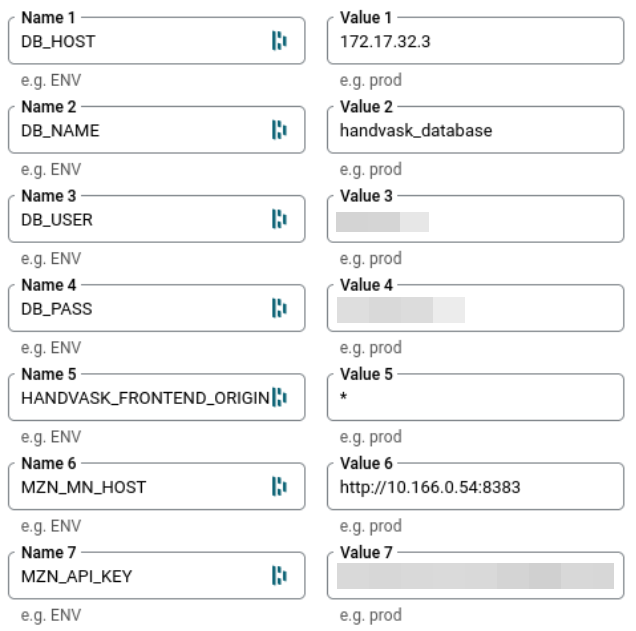 Name 1 Value 1
DB_HOST 172.17.32.3
e.g. ENV e.g. prod
Name 2 Value 2
DB_NAME handvask_database
e.g. ENV e.g. prod
Name 3 Value 3
DB_USER
e.g. ENV e.g. prod
Name 4 Value 4
DB_PASS
e.g. ENV e.g. prod
Name 5 Value 5
HANDVASK_FRONTEND_ORIGIN *
e.g. ENV e.g. prod
Name 6 Value 6
MZN_MN_HOST http://10.166.0.54:8383
e.g. ENV e.g. prod
Name 7 Value 7
MZN_API_KEY
e.g. ENV e.g. prod